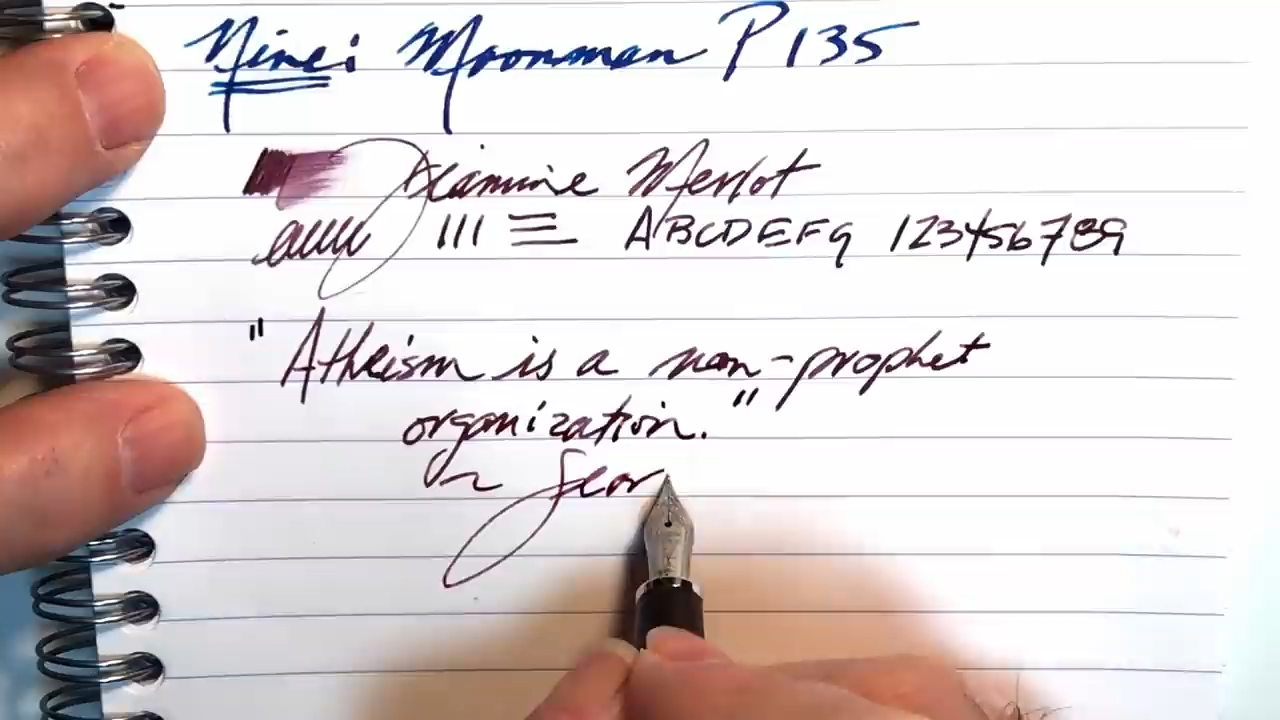 Nine: Moonman P135
Diamine Merlot
||| ABCDEFG 123456789
"Atheism is a non-prophet
organization."
~ Geor